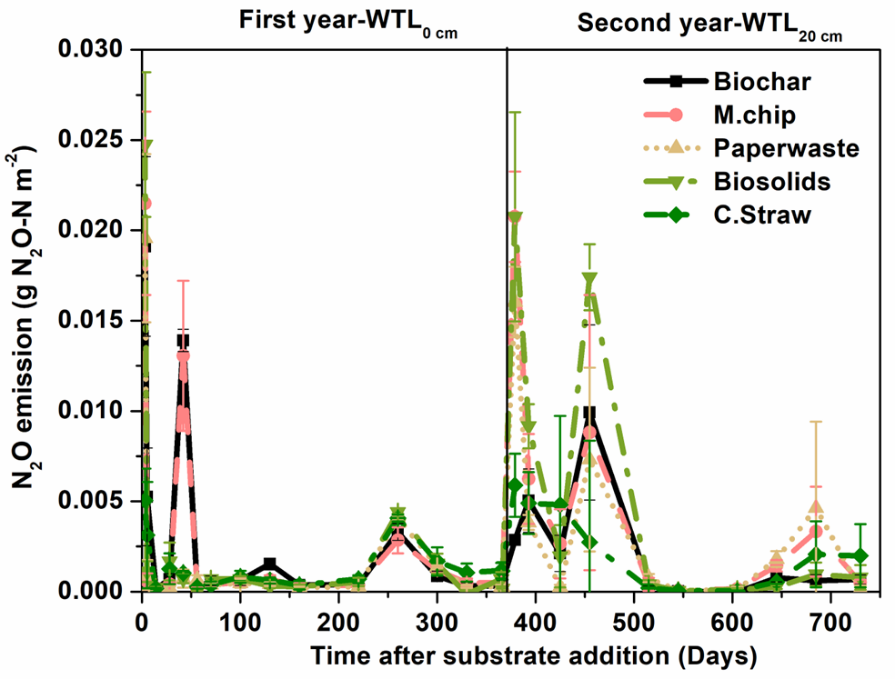 First year-WTL0 cm Second year-WTL20 cm
0.030
0.025
0.020
0.015
0.010
0.005
0.000
N2O emission (g N2O-N m-2)
Biochar
M.chip
Paperwaste
Biosolids
C.Straw
0 100 200 300 400 500 600 700
Time after substrate addition (Days)